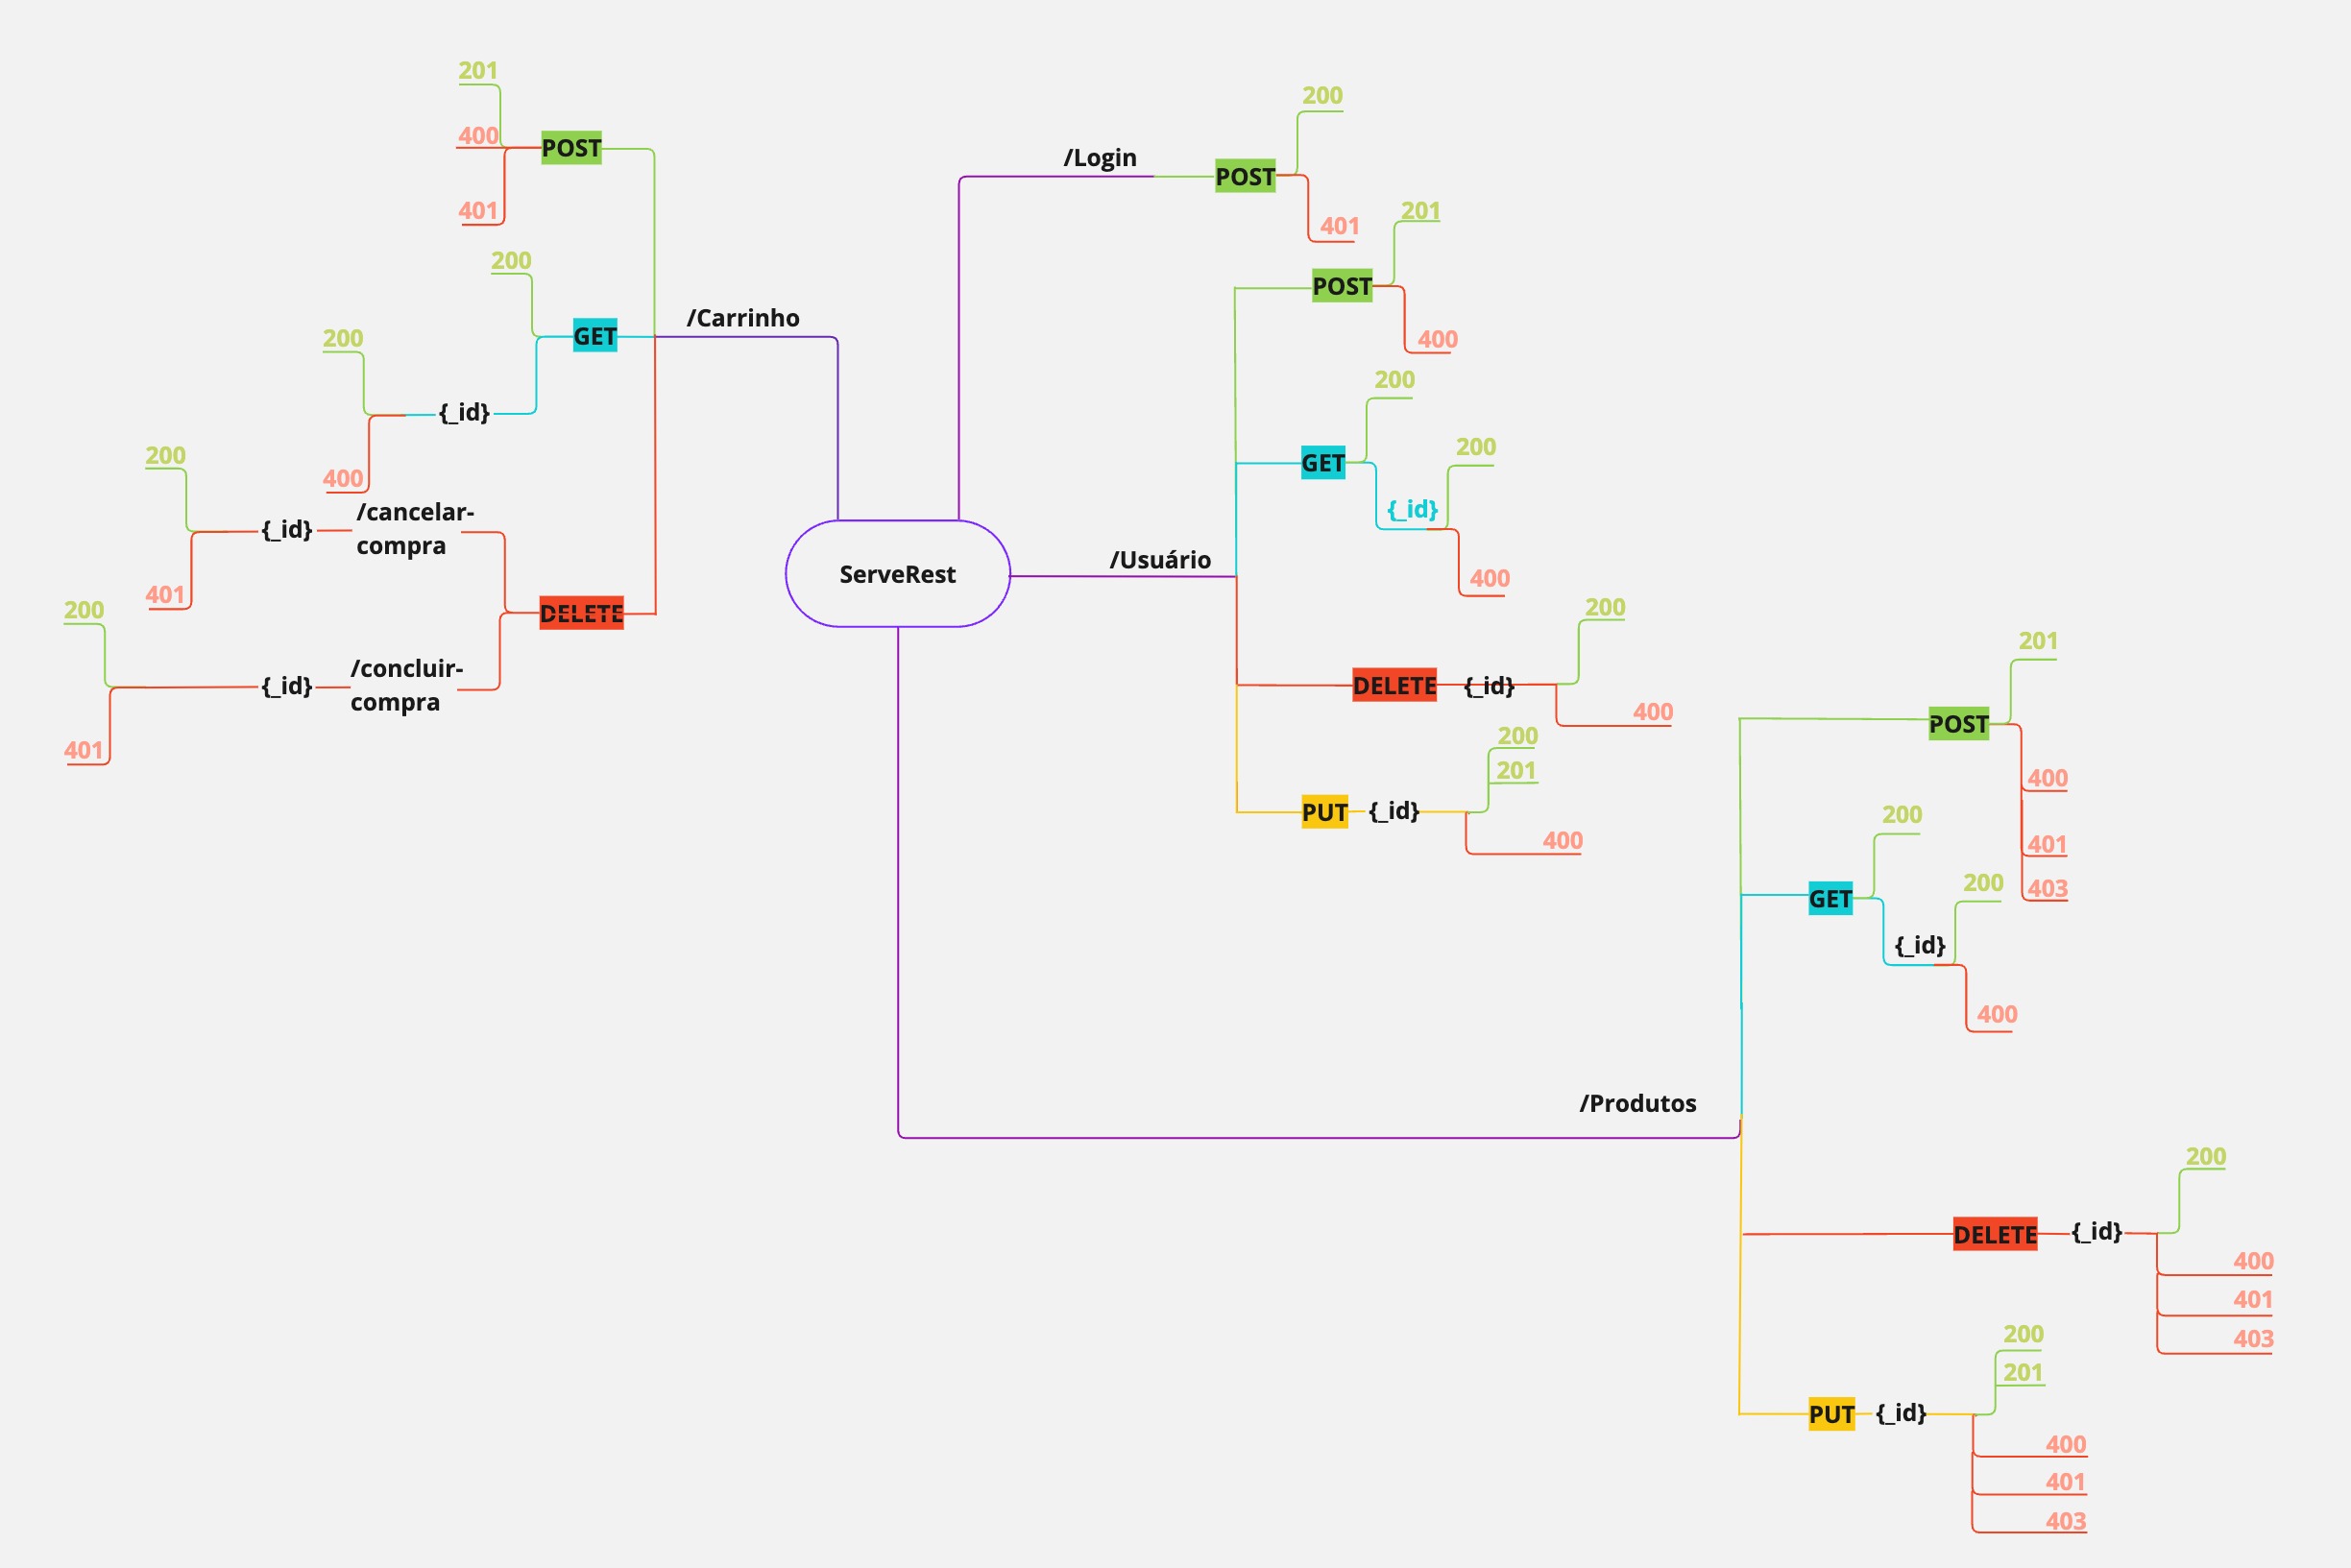 ServeRest
/Carrinho
POST
201
400
401
GET
200
{_id}
200
400
DELETE
/cancelar-
compra
{_id}
200
401
/concluir-
compra
{_id}
200
401
/Login
POST
200
401
/Usuário
POST
201
400
GET
200
{_id}
200
400
DELETE
{_id}
200
400
PUT
{_id}
200
201
400
/Produtos
POST
201
400
401
403
GET
200
{_id}
200
400
DELETE
{_id}
200
400
401
403
PUT
{_id}
200
201
400
401
403